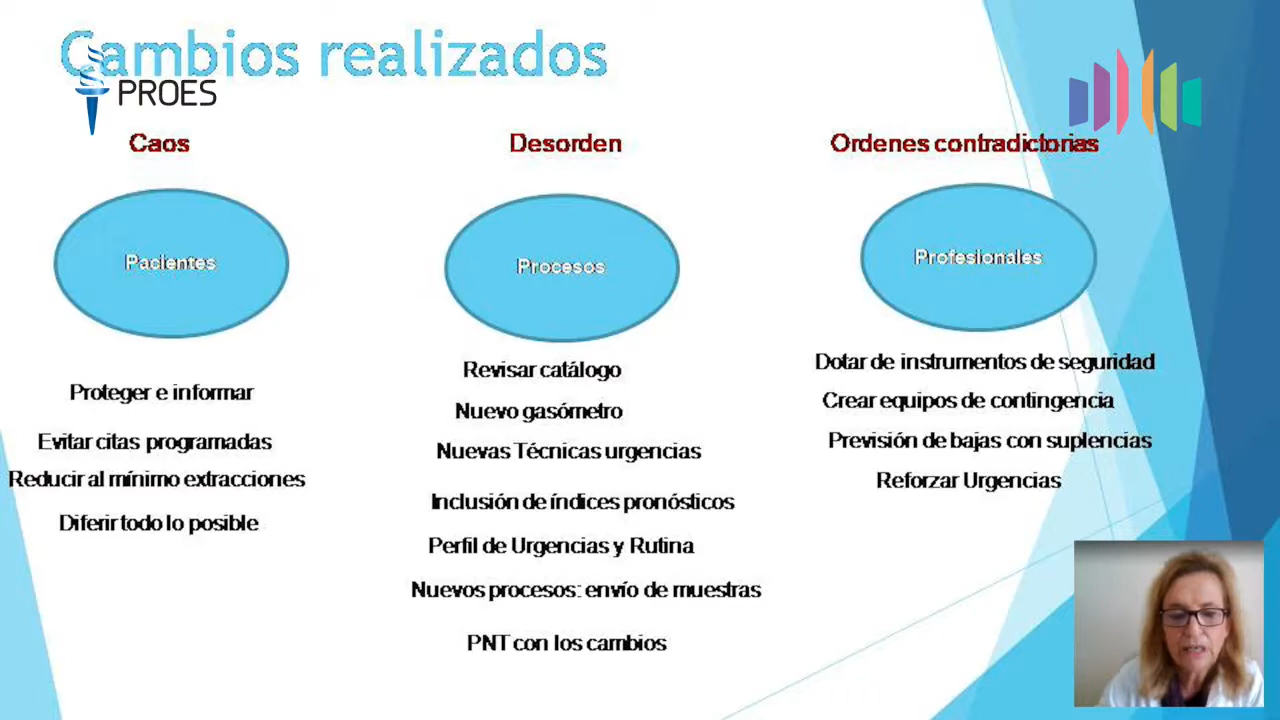 Cambios realizados
PROES
Caos
Pacientes
Proteger e informar
Evitar citas programadas
Reducir al mínimo extracciones
Diferir todo lo posible
Desorden
Procesos
Revisar catálogo
Nuevo gasómetro
Nuevas Técnicas urgencias
Inclusión de índices pronósticos
Perfil de Urgencias y Rutina
Nuevos procesos: envío de muestras
PNT con los cambios
Ordenes contradictorias
Profesionales
Dotar de instrumentos de seguridad
Crear equipos de contingencia
Previsión de bajas con suplencias
Reforzar Urgencias